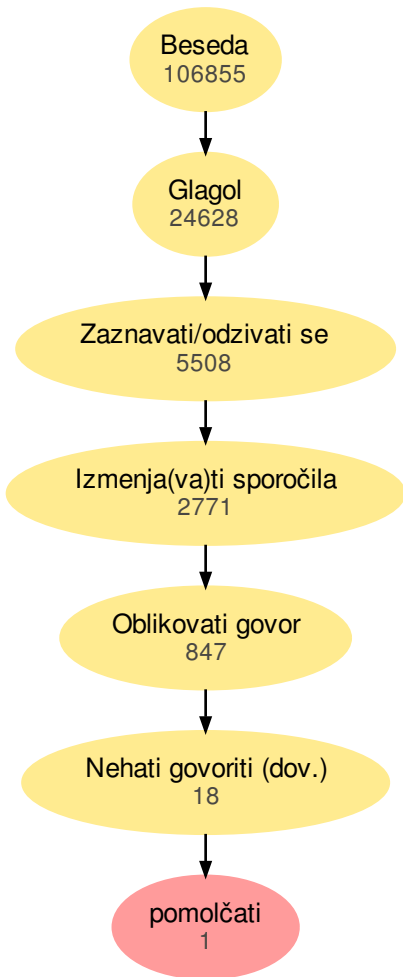 Beseda
106855
Glagol
24628
Zaznavati/odzivati se
5508
Izmenja(va)ti sporočila
2771
Oblikovati govor
847
Nehati govoriti (dov.)
18
pomolčati
1